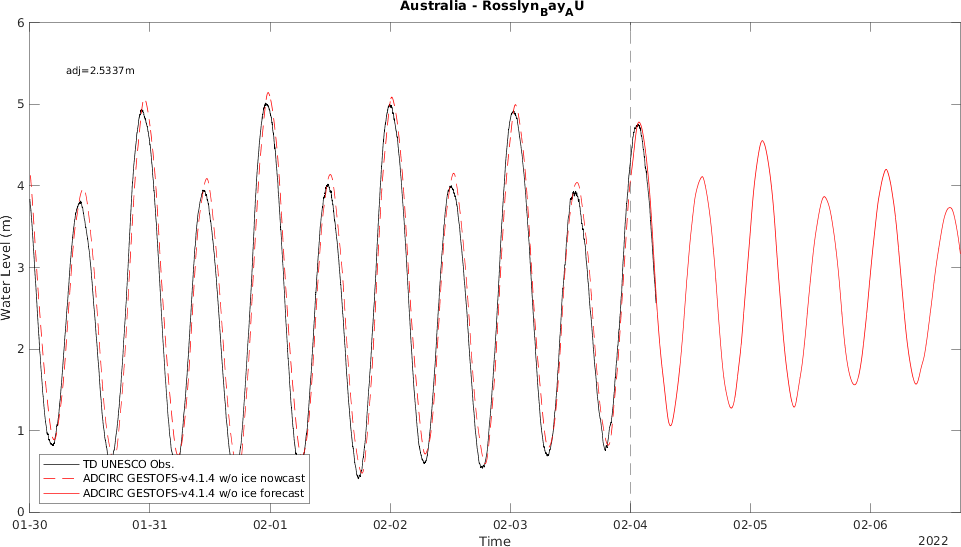 Australia - Rosslyn_Bay_AU
6
adj=2.5337m
5
4
3
2
1
0
Water Level (m)
TD UNESCO Obs.
ADCIRC GESTOFS-v4.1.4 w/o ice nowcast
ADCIRC GESTOFS-v4.1.4 w/o ice forecast
01-30 01-31 02-01 02-02 02-03 02-04 02-05 02-06
Time
2022